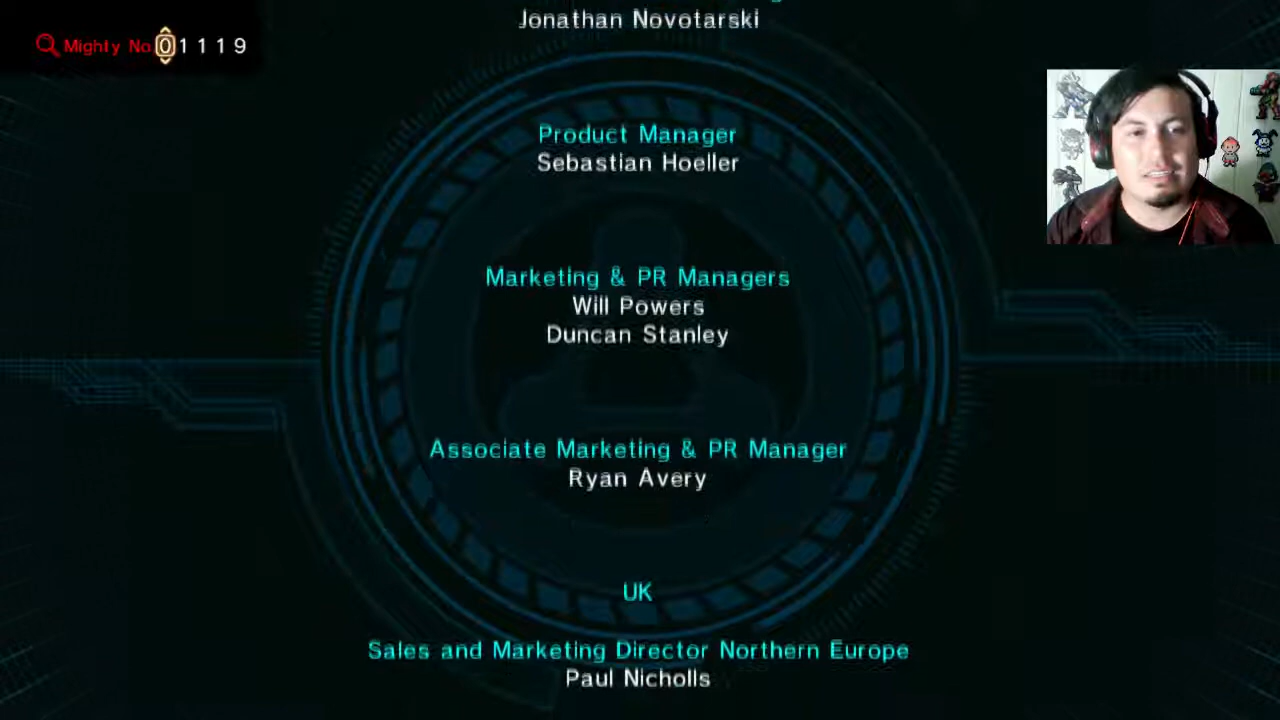 Jonathan Novotarski
Mighty No. 01119
Product Manager
Sebastian Hoeller
Marketing & PR Managers
Will Powers
Duncan Stanley
Associate Marketing & PR Manager
Ryan Avery
UK
Sales and Marketing Director Northern Europe
Paul Nicholls